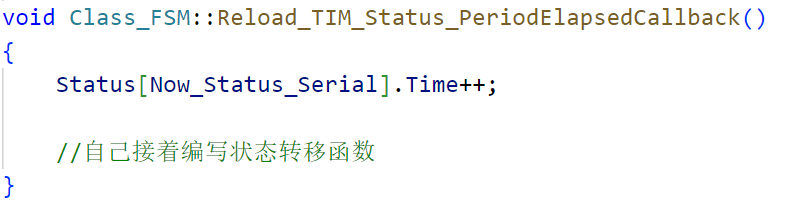 void Class_FSM::Reload_TIM_Status_PeriodElapsedCallback()
{
    Status[Now_Status_Serial].Time++;
    //自己接着编写状态转移函数
}